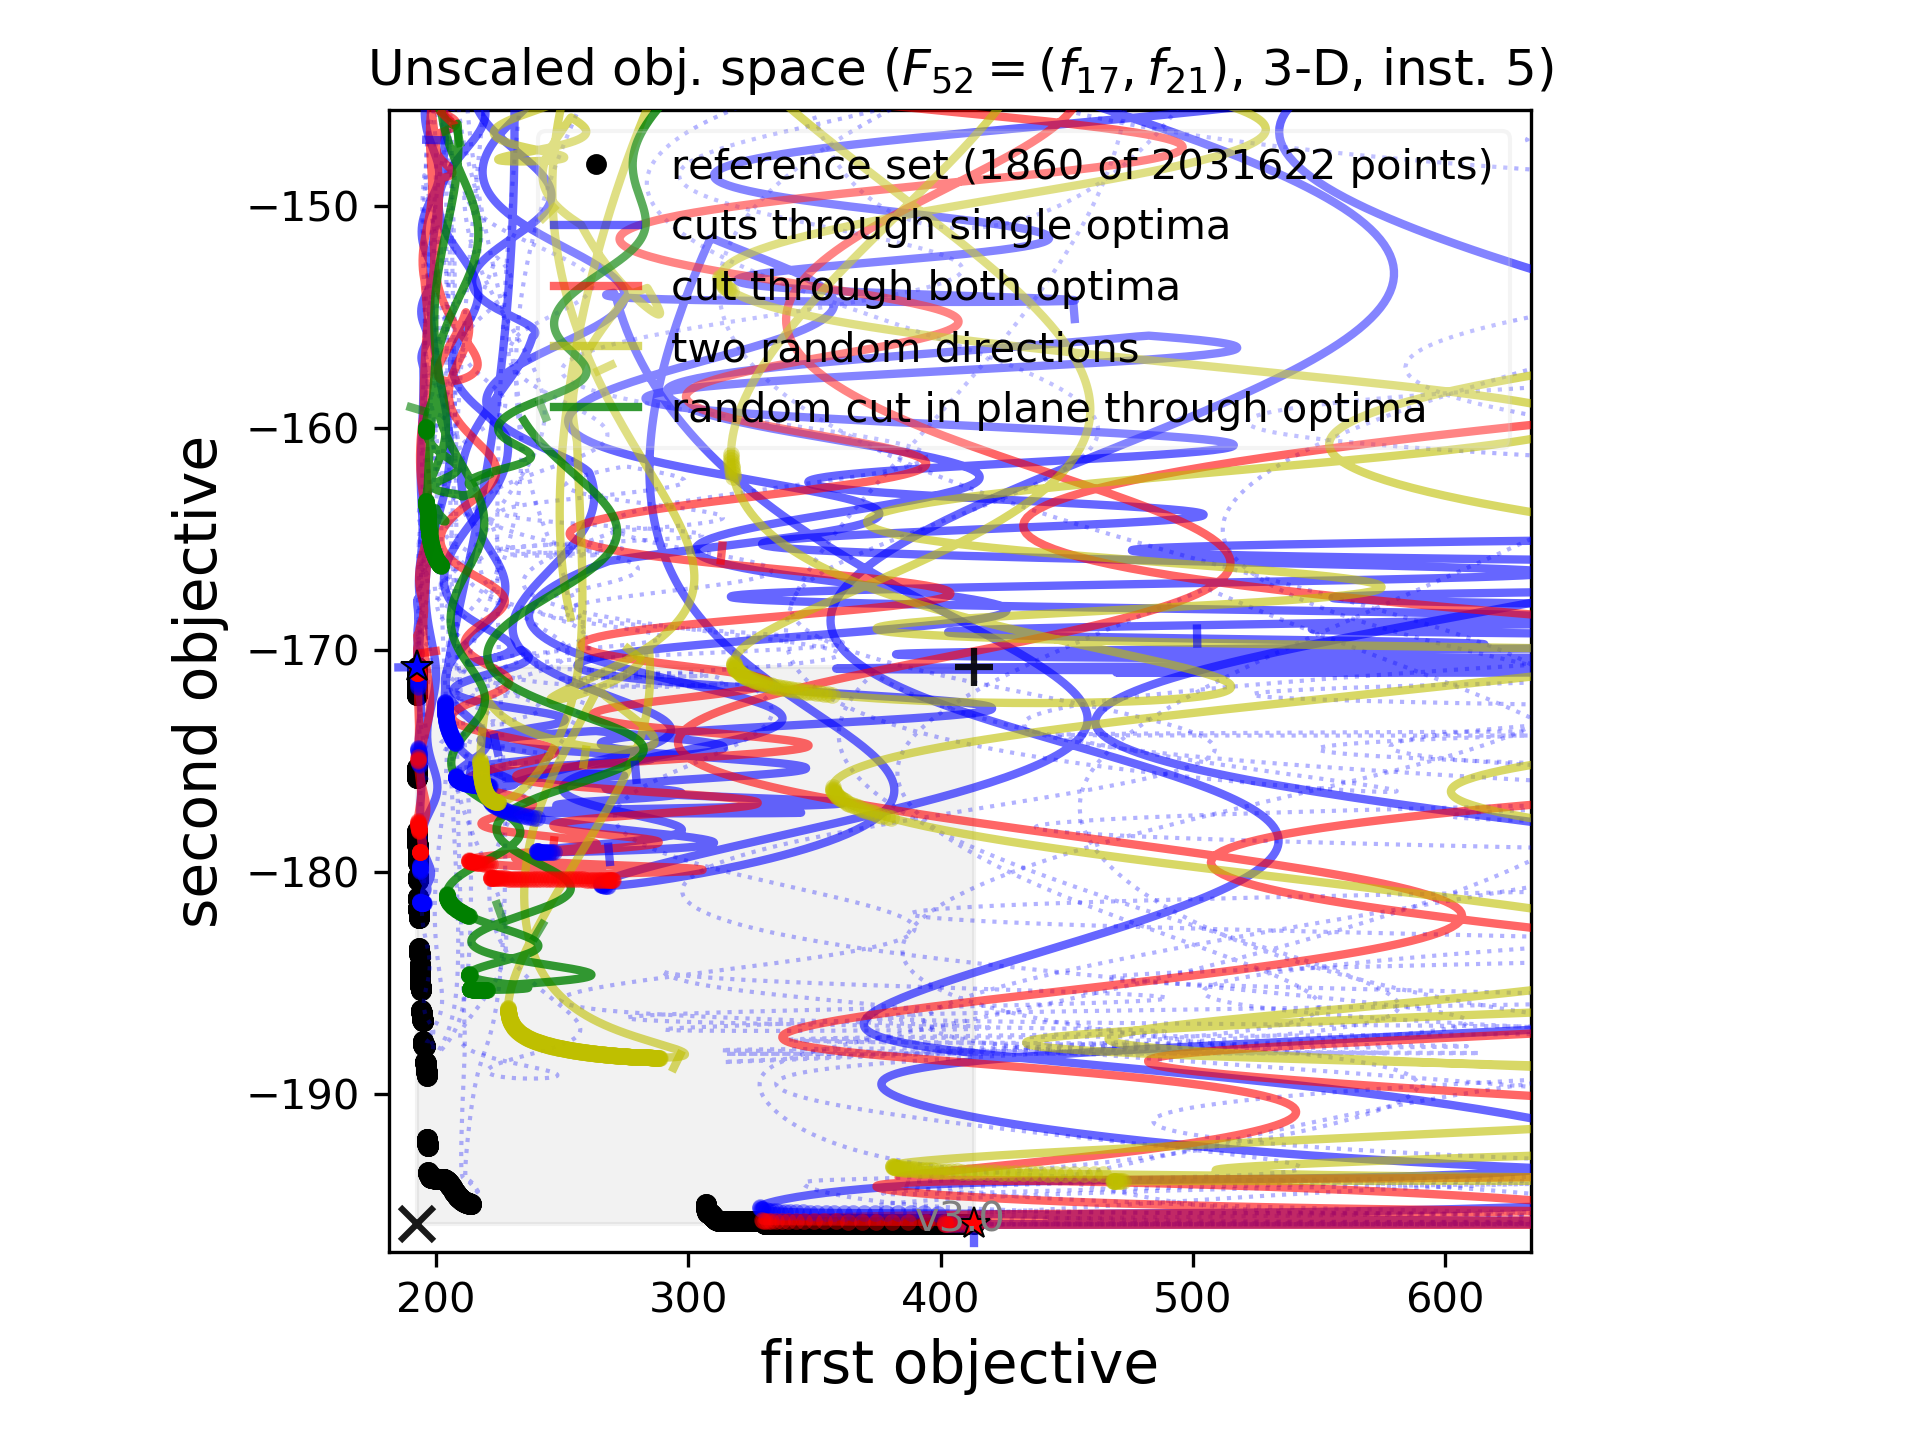 Unscaled obj. space (F52 = (f17, f21), 3-D, inst. 5)
reference set (1860 of 2031622 points)
cuts through single optima
cut through both optima
two random directions
random cut in plane through optima
−150
−160
−170
−180
−190
second objective
v3.0
200 300 400 500 600
first objective